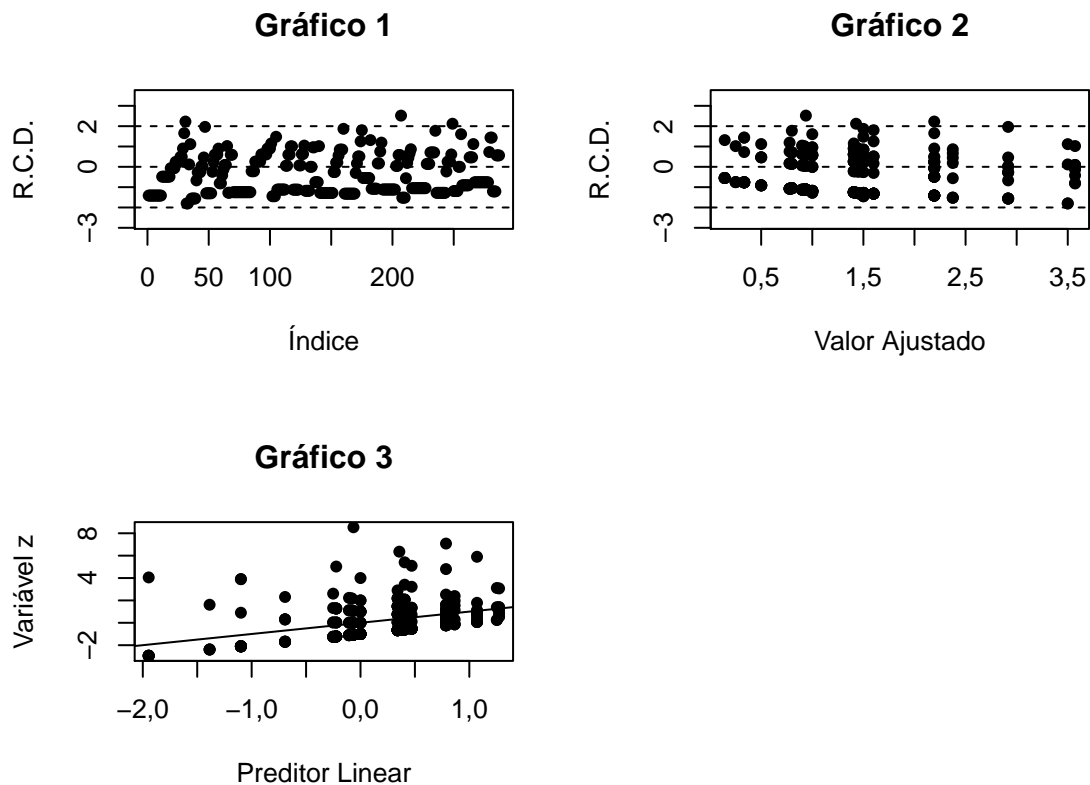 Gráfico 1
R.C.D.
2
0
−3
0 50 100 200
Índice
Gráfico 2
R.C.D.
2
0
−3
0,5 1,5 2,5 3,5
Valor Ajustado
Gráfico 3
Variável z
8
4
−2
−2,0 −1,0 0,0 1,0
Preditor Linear